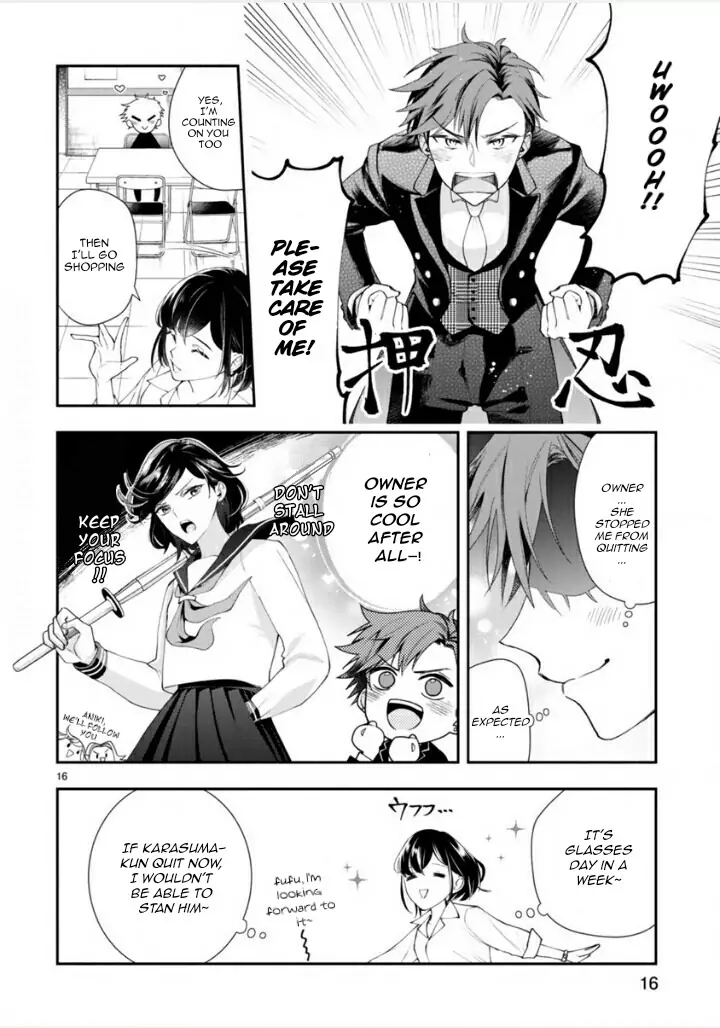 UWOOOH!!
PLE-
ASE TAKE
CARE
OF
ME!
押忍
YES,
I'M
COUNTING
ON YOU
TOO
THEN
I'LL GO
SHOPPING
OWNER
...
SHE
STOPPED
ME FROM
QUITTING
...
AS
EXPECTED
...
OWNER
IS SO
COOL
AFTER
ALL~!
DON'T
STALL
AROUND
KEEP
YOUR
FOCUS
!!
ANIKI,
WE'LL FOLLOW
YOU
16
IT'S
GLASSES
DAY IN A
WEEK~
ウフフ...
fufu, I'm
looking
forward to
it~
IF KARASUMA-
KUN QUIT NOW,
I WOULDN'T
BE ABLE TO
STAN HIM~
16